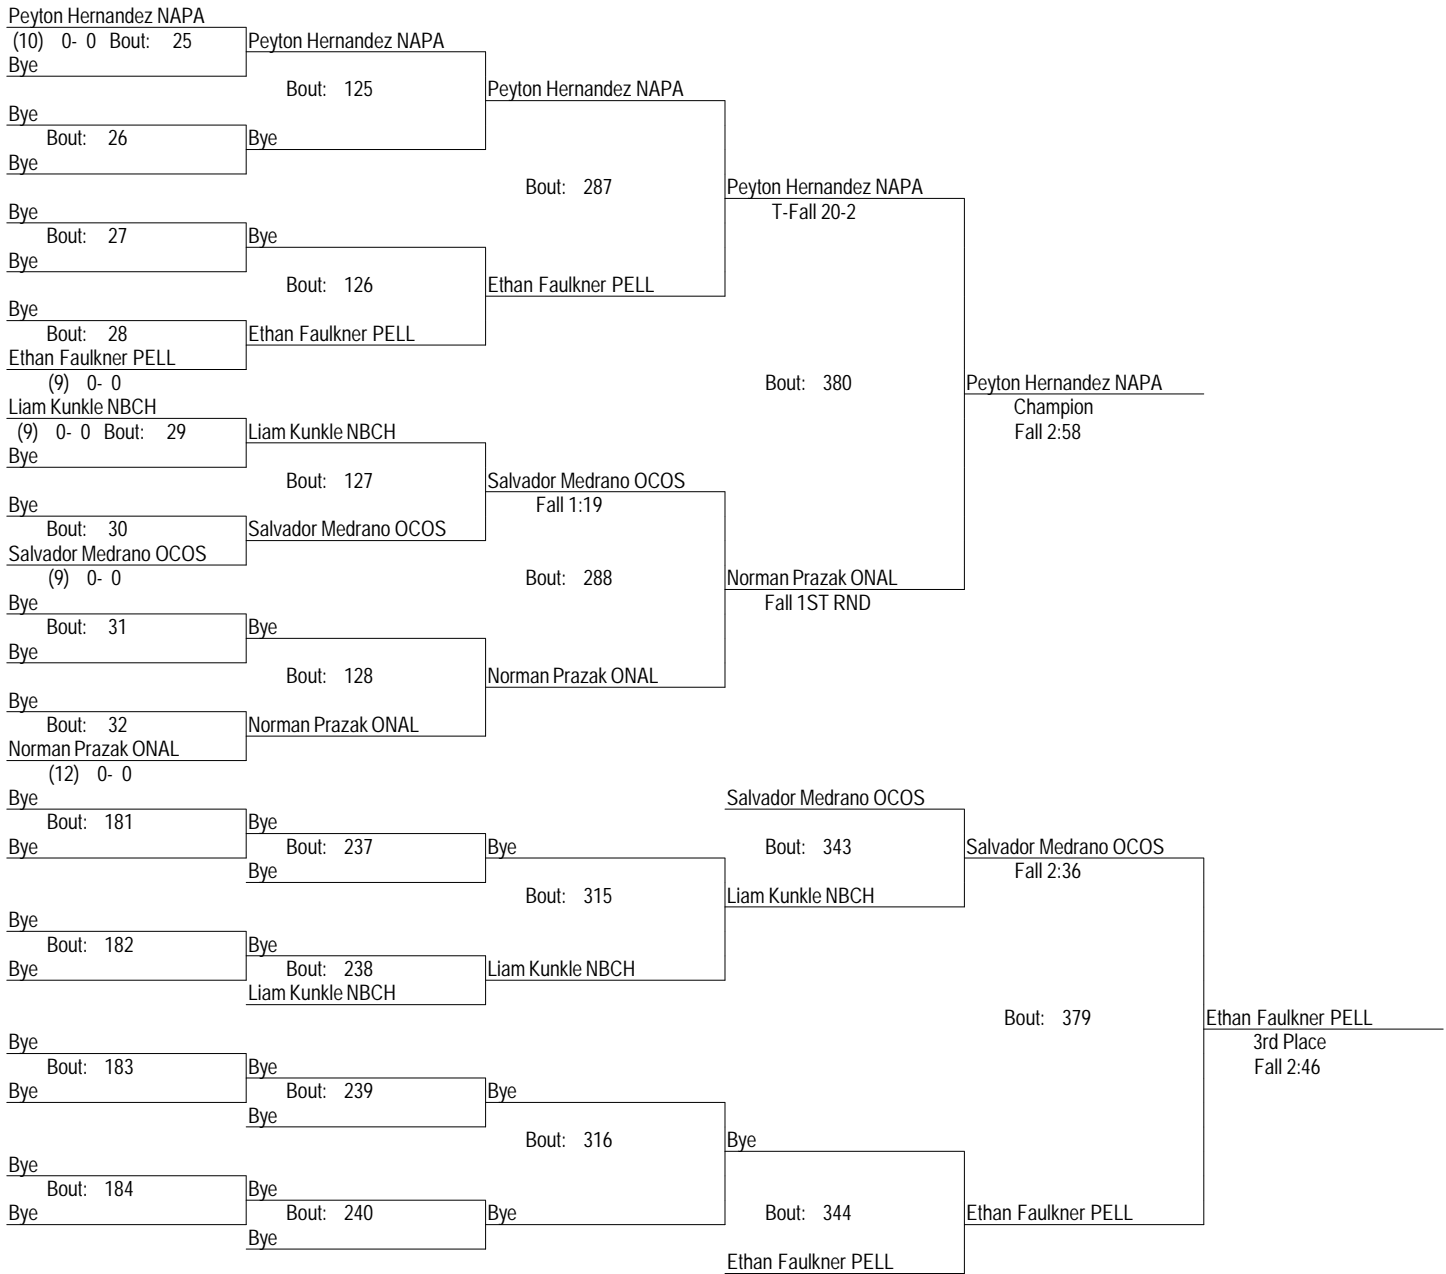 Peyton Hernandez NAPA
(10) 0- 0 Bout: 25 Peyton Hernandez NAPA
Bye
Bout: 125 Peyton Hernandez NAPA
Bye
Bout: 26 Bye
Bye
Bout: 287 Peyton Hernandez NAPA
Bye T-Fall 20-2
Bout: 27 Bye
Bye
Bout: 126 Ethan Faulkner PELL
Bye
Bout: 28 Ethan Faulkner PELL
Ethan Faulkner PELL
(9) 0- 0 Bout: 380 Peyton Hernandez NAPA
Liam Kunkle NBCH Champion
(9) 0- 0 Bout: 29 Liam Kunkle NBCH Fall 2:58
Bye
Bout: 127 Salvador Medrano OCOS
Bye Fall 1:19
Bout: 30 Salvador Medrano OCOS
Salvador Medrano OCOS
(9) 0- 0 Bout: 288 Norman Prazak ONAL
Bye Fall 1ST RND
Bout: 31 Bye
Bye
Bout: 128 Norman Prazak ONAL
Bye
Bout: 32 Norman Prazak ONAL
Norman Prazak ONAL
(12) 0- 0
Bye Salvador Medrano OCOS
Bout: 181 Bye
Bye Bout: 237 Bye Bout: 343 Salvador Medrano OCOS
Bye Fall 2:36
Bout: 315 Liam Kunkle NBCH
Bye
Bout: 182 Bye
Bye Bout: 238 Liam Kunkle NBCH
Liam Kunkle NBCH
Bout: 379 Ethan Faulkner PELL
Bye 3rd Place
Bout: 183 Bye Fall 2:46
Bye Bout: 239 Bye
Bye
Bout: 316 Bye
Bye
Bout: 184 Bye
Bye Bout: 240 Bye Bout: 344 Ethan Faulkner PELL
Bye
Ethan Faulkner PELL